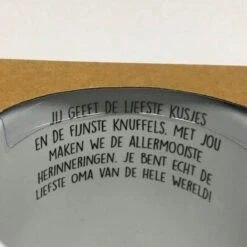 JIJ GEEFT DE LIEFSTE KUSJES
EN DE FIJNSTE KNUFFELS. MET JOU
MAKEN WE DE ALLERMOOISTE
HERINNERINGEN. JE BENT ECHT DE
LIEFSTE OMA VAN DE HELE WERELD!